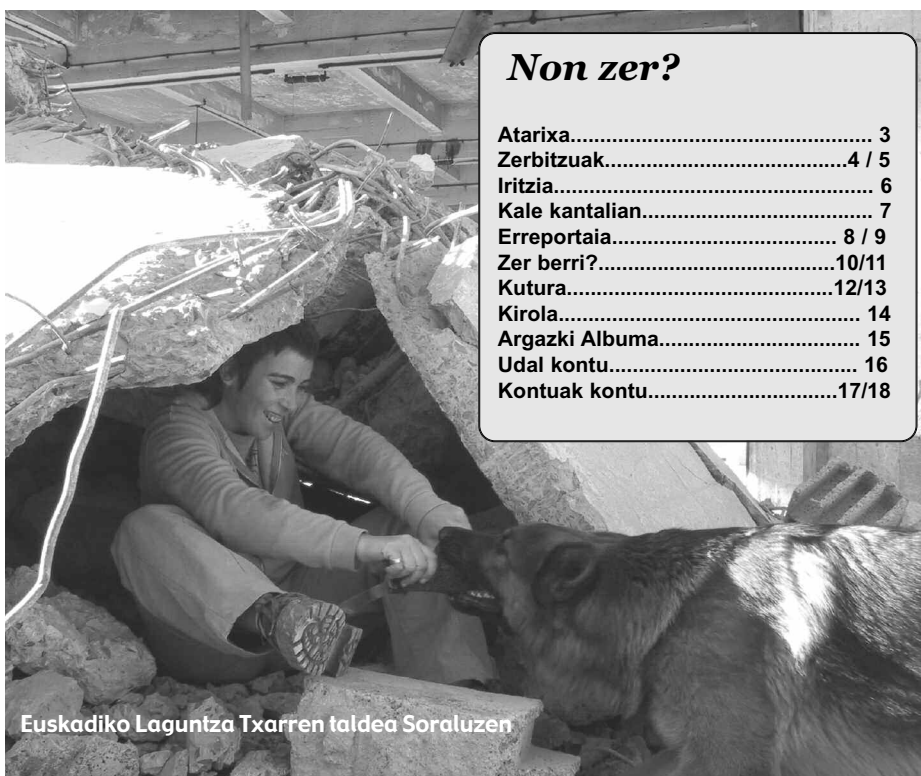 Non zer?
Atarixa.................................................... 3
Zerbitzuak..........................................4 / 5
Iritzia....................................................... 6
Kale kantalian........................................ 7
Erreportaia....................................... 8 / 9
Zer berri?.........................................10/11
Kutura..............................................12/13
Kirola.................................................... 14
Argazki Albuma................................... 15
Udal kontu........................................... 16
Kontuak kontu.................................17/18
Euskadiko Laguntza Txarren taldea Soraluzen